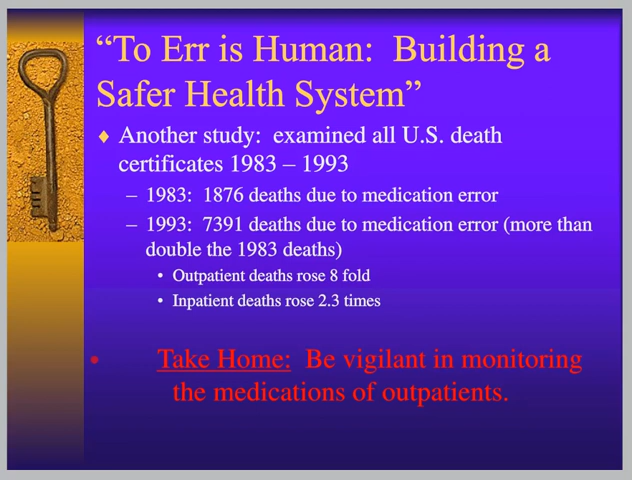 “To Err is Human:  Building a
Safer Health System”
♦ Another study:  examined all U.S. death
certificates 1983 – 1993
– 1983:  1876 deaths due to medication error
– 1993:  7391 deaths due to medication error (more than
double the 1983 deaths)
• Outpatient deaths rose 8 fold
• Inpatient deaths rose 2.3 times
• Take Home:  Be vigilant in monitoring
the medications of outpatients.